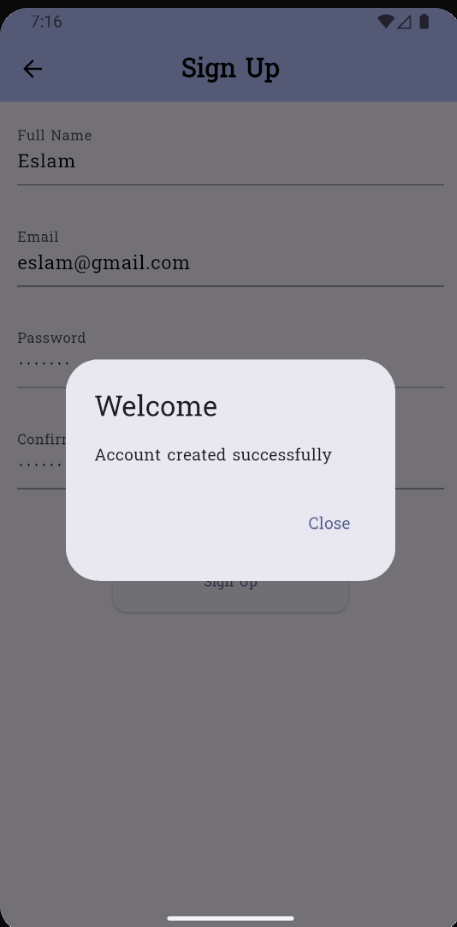 7:16
Sign Up
Full Name
Eslam
Email
eslam@gmail.com
Password
.......
Welcome
Account created successfully
Close
Sign Up